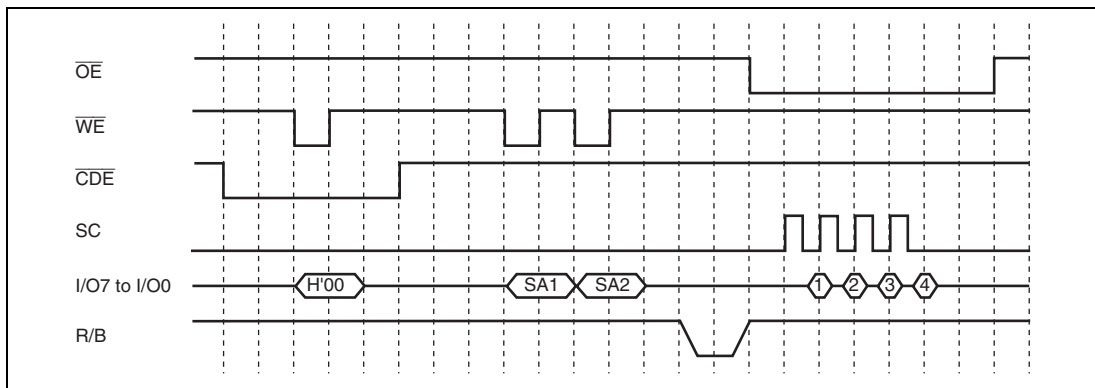 OE
WE
CDE
SC
I/O7 to I/O0 H'00 SA1 SA2 1 2 3 4
R/B